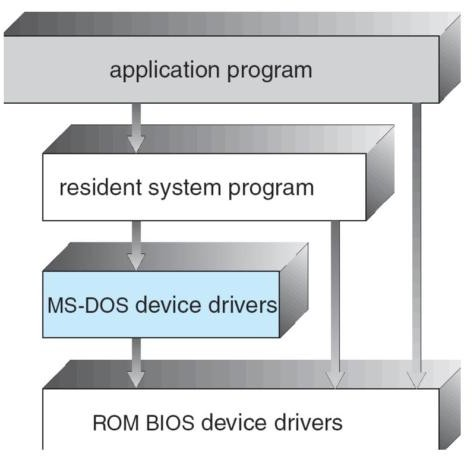 application program
resident system program
MS-DOS device drivers
ROM BIOS device drivers